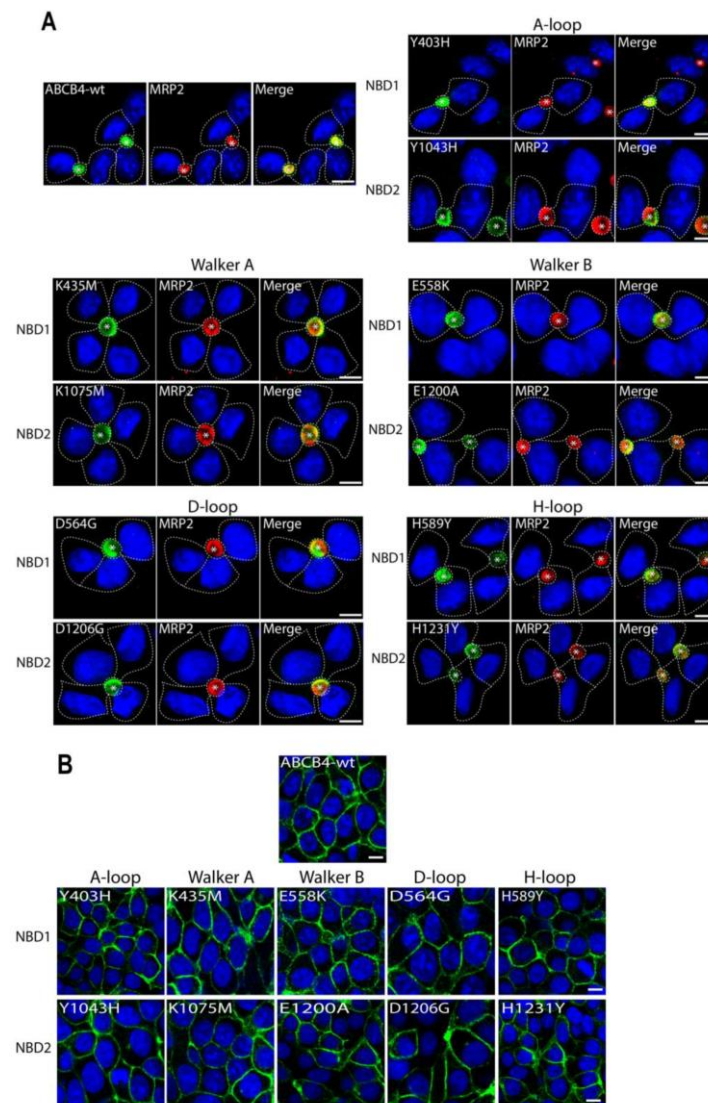 A
ABCB4-wt MRP2 Merge
A-loop
NBD1
Y403H MRP2 Merge
*
NBD2
Y1043H MRP2 Merge
Walker A
NBD1
K435M MRP2 Merge
NBD2
K1075M MRP2 Merge
Walker B
NBD1
E558K MRP2 Merge
NBD2
E1200A MRP2 Merge
D-loop
NBD1
D564G MRP2 Merge
NBD2
D1206G MRP2 Merge
H-loop
NBD1
H589Y MRP2 Merge
NBD2
H1231Y MRP2 Merge
B
ABCB4-wt
A-loop Walker A Walker B D-loop H-loop
NBD1
Y403H K435M E558K D564G H589Y
NBD2
Y1043H K1075M E1200A D1206G H1231Y